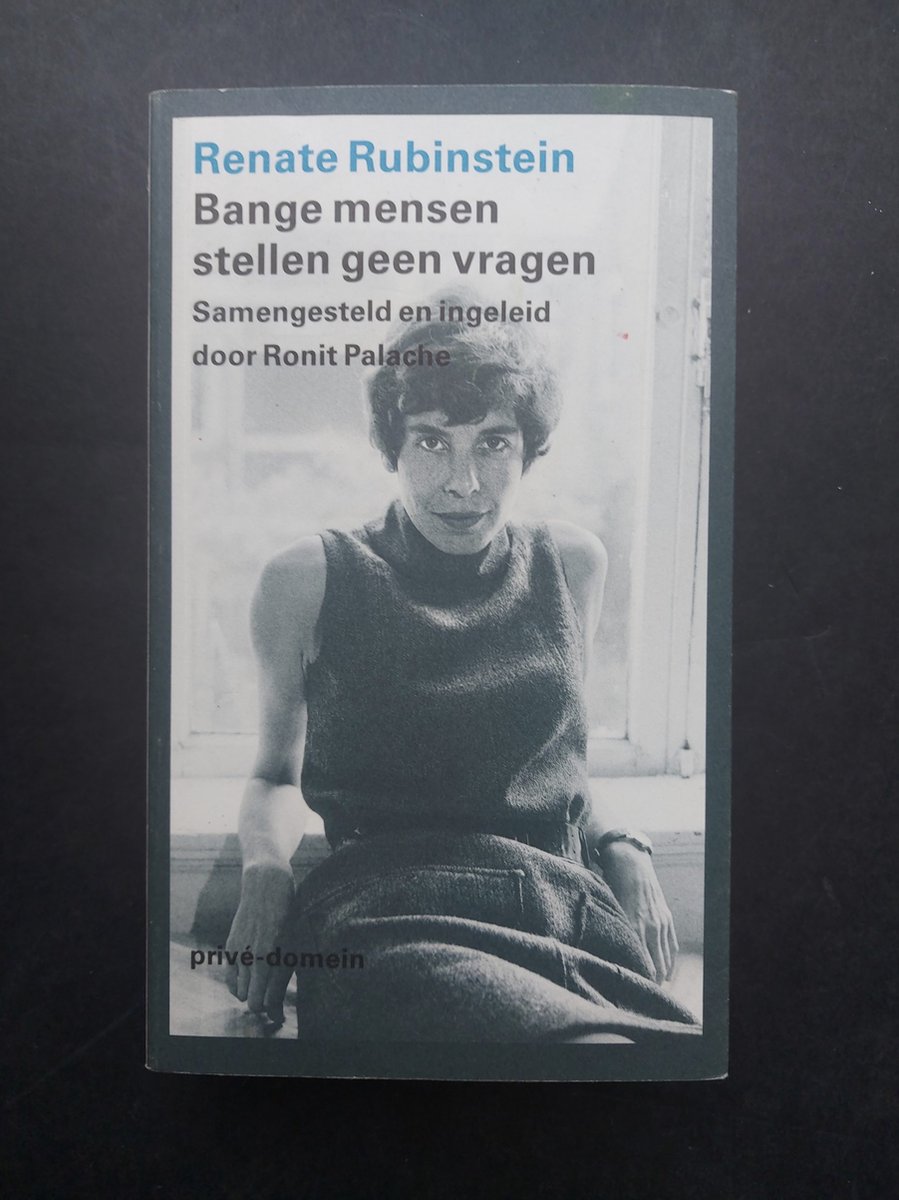 Renate Rubinstein
Bange mensen
stellen geen vragen
Samengesteld en ingeleid
door Ronit Palache
privé-domein